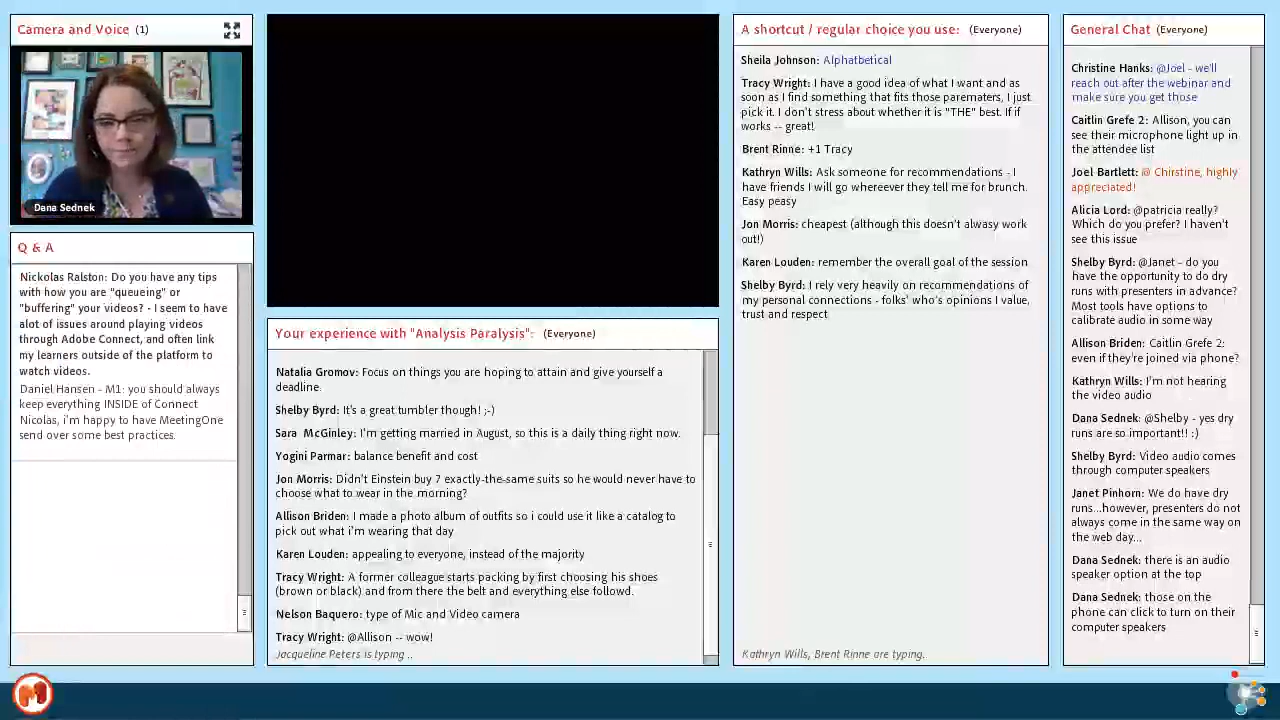 Camera and Voice (1)
Dana Sednek
Q & A
Nickolas Ralston: Do you have any tips
with how you are "queueing" or
"buffering" your videos? - I seem to have
alot of issues around playing videos
through Adobe Connect, and often link
my learners outside of the platform to
watch videos.
Daniel Hansen - M1: you should always
keep everything INSIDE of Connect
Nicolas, i'm happy to have MeetingOne
send over some best practices.
Your experience with "Analysis Paralysis": (Everyone)
Natalia Gromov: Focus on things you are hoping to attain and give yourself a
deadline.
Shelby Byrd: It's a great tumbler though! ;-)
Sara McGinley: I'm getting married in August, so this is a daily thing right now.
Yogini Parmar: balance benefit and cost
Jon Morris: Didn't Einstein buy 7 exactly-the-same suits so he would never have to
choose what to wear in the morning?
Allison Briden: I made a photo album of outfits so i could use it like a catalog to
pick out what i'm wearing that day
Karen Louden: appealing to everyone, instead of the majority
Tracy Wright: A former colleague starts packing by first choosing his shoes
(brown or black) and from there the belt and everything else followd.
Nelson Baquero: type of Mic and Video camera
Tracy Wright: @Allison -- wow!
Jacqueline Peters is typing ..
A shortcut / regular choice you use: (Everyone)
Sheila Johnson: Alphatbetical
Tracy Wright: I have a good idea of what I want and as
soon as I find something that fits those parematers, I just
pick it. I don't stress about whether it is "THE" best. If if
works -- great!
Brent Rinne: +1 Tracy
Kathryn Wills: Ask someone for recommendations - I
have friends I will go whereever they tell me for brunch.
Easy peasy
Jon Morris: cheapest (although this doesn't alwasy work
out!)
Karen Louden: remember the overall goal of the session
Shelby Byrd: I rely very heavily on recommendations of
my personal connections - folks' who's opinions I value,
trust and respect
Kathryn Wills, Brent Rinne are typing.
General Chat (Everyone)
Christine Hanks: @Joel - we'll
reach out after the webinar and
make sure you get those
Caitlin Grefe 2: Allison, you can
see their microphone light up in
the attendee list
Joel Bartlett: @ Chirstine, highly
appreciated!
Alicia Lord: @patricia really?
Which do you prefer? I haven't
see this issue
Shelby Byrd: @Janet - do you
have the opportunity to do dry
runs with presenters in advance?
Most tools have options to
calibrate audio in some way
Allison Briden: Caitlin Grefe 2:
even if they're joined via phone?
Kathryn Wills: I'm not hearing
the video audio
Dana Sednek: @Shelby - yes dry
runs are so important!! :)
Shelby Byrd: Video audio comes
through computer speakers
Janet Pinhorn: We do have dry
runs...however, presenters do not
always come in the same way on
the web day...
Dana Sednek: there is an audio
speaker option at the top
Dana Sednek: those on the
phone can click to turn on their
computer speakers